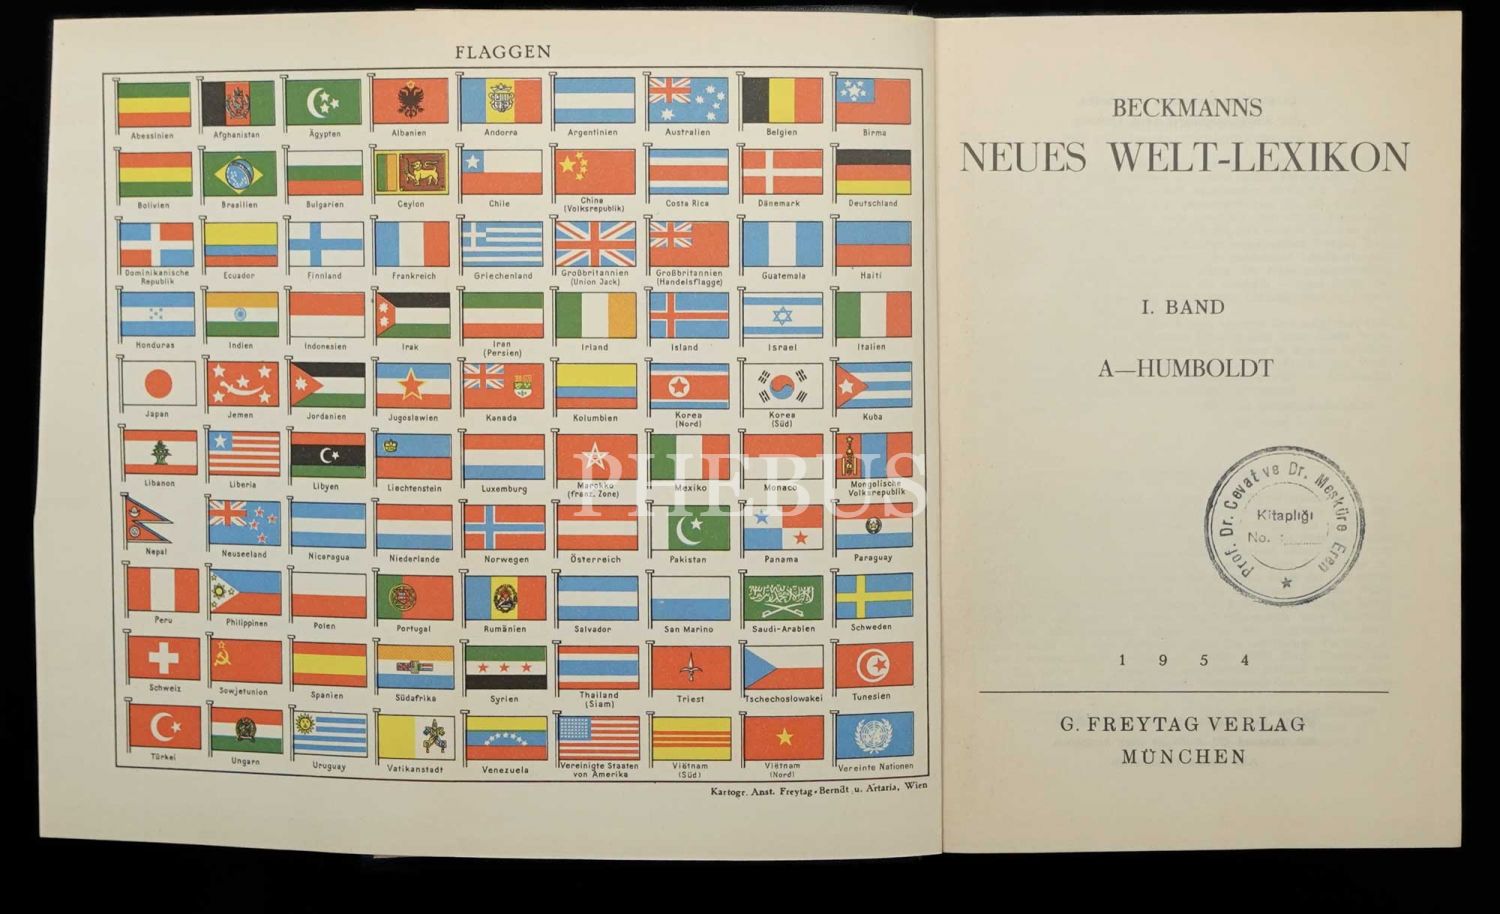 FLAGGEN
Abessinien Afghanistan Ägypten Albanien Andorra Argentinien Australien Belgien Birma
Bolivien Brasilien Bulgarien Ceylon Chile China Costa Rica Dänemark Deutschland
(Volksrepublik)
Dominikanische Ecuador Finnland Frankreich Griechenland Großbritannien Großbritannien Guatemala Haiti
Republik (Union Jack) (Handelsflagge)
Honduras Indien Indonesien Irak Iran Irland Island Israel Italien
(Persien)
Japan Jemen Jordanien Jugoslawien Kanada Kolumbien Korea Korea Kuba
(Nord) (Süd)
Libanon Liberia Libyen Liechtenstein Luxemburg Marokko Mexiko Monaco Mongolische
(franz. Zone) Volksrepublik
Nepal Neuseeland Nicaragua Niederlande Norwegen Österreich Pakistan Panama Paraguay
Peru Philippinen Polen Portugal Rumänien Salvador San Marino Saudi-Arabien Schweden
Schweiz Sowjetunion Spanien Südafrika Syrien Thailand Triest Tschechoslowakei Tunesien
(Siam)
Türkei Ungarn Uruguay Vatikanstadt Venezuela Vereinigte Staaten Viëtnam Viëtnam Vereinte Nationen
von Amerika (Süd) (Nord)
Kartogr. Anst. Freytag-Berndt u. Artaria, Wien
BECKMANNS
NEUES WELT-LEXIKON
I. BAND
A—HUMBOLDT
Prof. Dr. Cevat ve Dr. Mesküre Eren
Kitaplığı
No. :
1 9 5 4
G. FREYTAG VERLAG
MÜNCHEN
PHEBUS